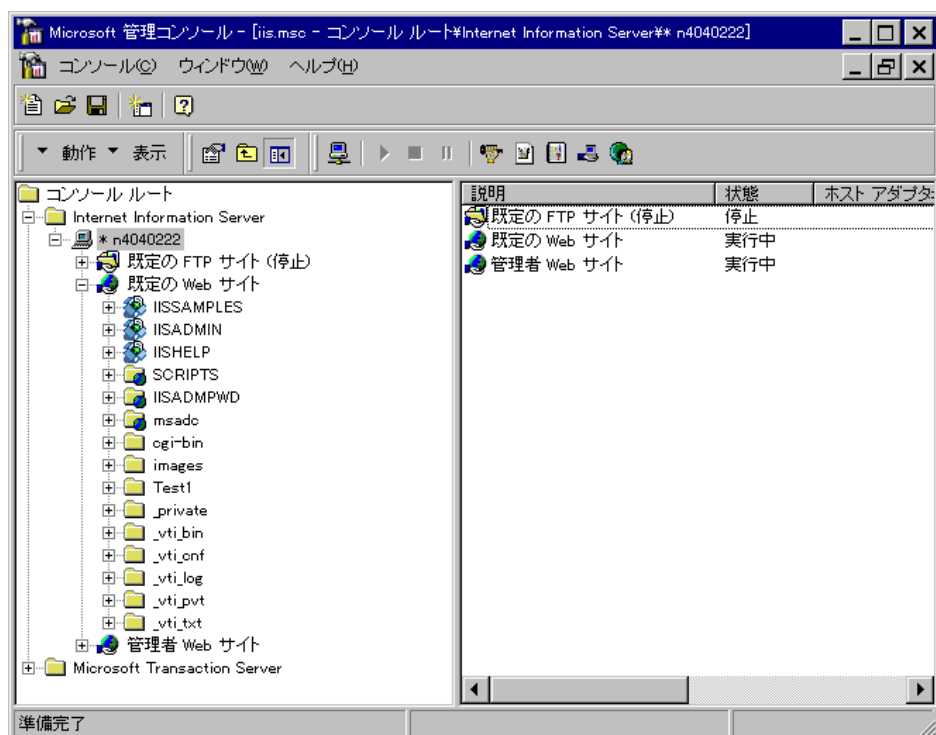 Microsoft 管理コンソール - [iis.msc - コンソール ルート¥Internet Information Server¥* n4040222]
コンソール(C) ウィンドウ(W) ヘルプ(H)
動作 表示
コンソール ルート
Internet Information Server
* n4040222
既定の FTP サイト (停止)
既定の Web サイト
IISSAMPLES
IISADMIN
IISHELP
SCRIPTS
IISADMPWD
msadc
cgi-bin
images
Test1
_private
_vti_bin
_vti_cnf
_vti_log
_vti_pvt
_vti_txt
管理者 Web サイト
Microsoft Transaction Server
説明 状態 ホスト アダプタ
既定の FTP サイト (停止) 停止
既定の Web サイト 実行中
管理者 Web サイト 実行中
準備完了